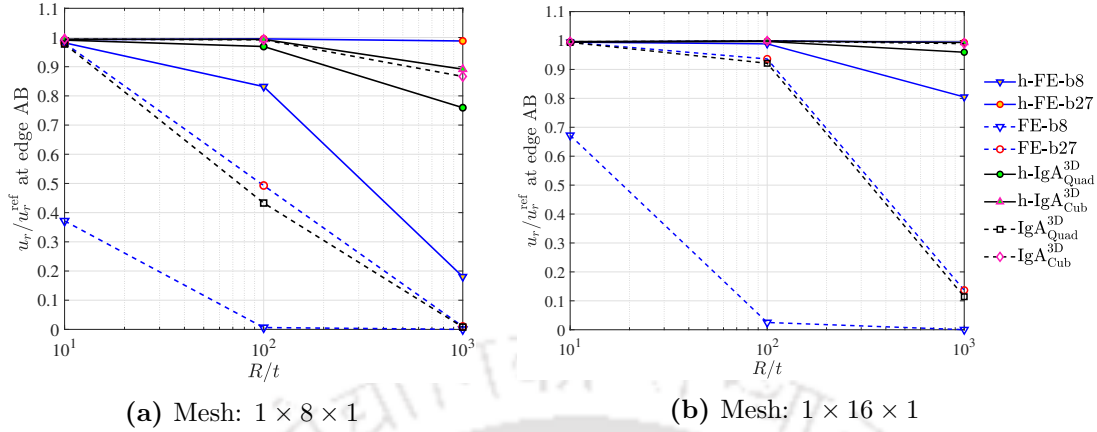 1
0.9
0.8
0.7
0.6
0.5
0.4
0.3
0.2
0.1
0
u_r/u_r^ref at edge AB
10^1 10^2 10^3
R/t
(a) Mesh: 1 × 8 × 1
1.1
1
0.9
0.8
0.7
0.6
0.5
0.4
0.3
0.2
0.1
0
u_r/u_r^ref at edge AB
10^1 10^2 10^3
R/t
(b) Mesh: 1 × 16 × 1
h-FE-b8
h-FE-b27
FE-b8
FE-b27
h-IgA^3D_Quad
h-IgA^3D_Cub
IgA^3D_Quad
IgA^3D_Cub